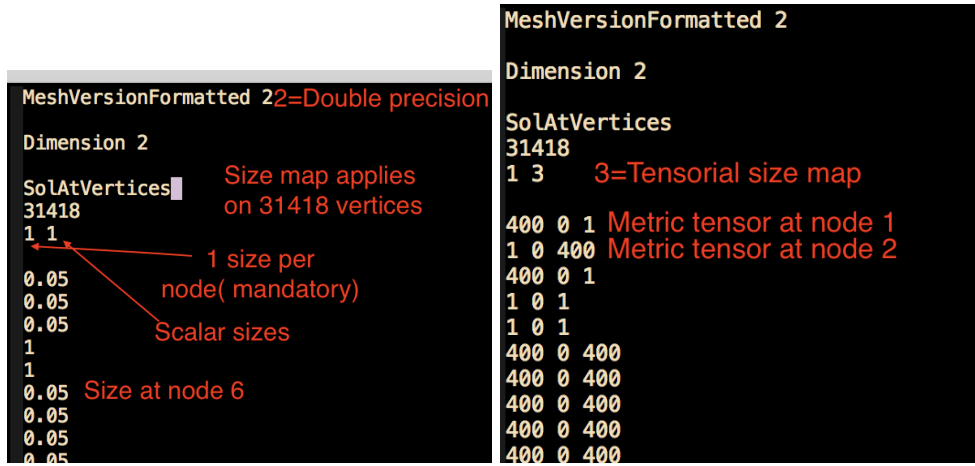 MeshVersionFormatted 2 2=Double precision
Dimension 2
SolAtVertices
Size map applies
on 31418 vertices
31418
1 1
1 size per
node( mandatory)
0.05
0.05
0.05
Scalar sizes
1
1
0.05 Size at node 6
0.05
0.05
0.05
MeshVersionFormatted 2
Dimension 2
SolAtVertices
31418
1 3 3=Tensorial size map
400 0 1 Metric tensor at node 1
1 0 400 Metric tensor at node 2
400 0 1
1 0 1
1 0 1
400 0 400
400 0 400
400 0 400
400 0 400
400 0 400